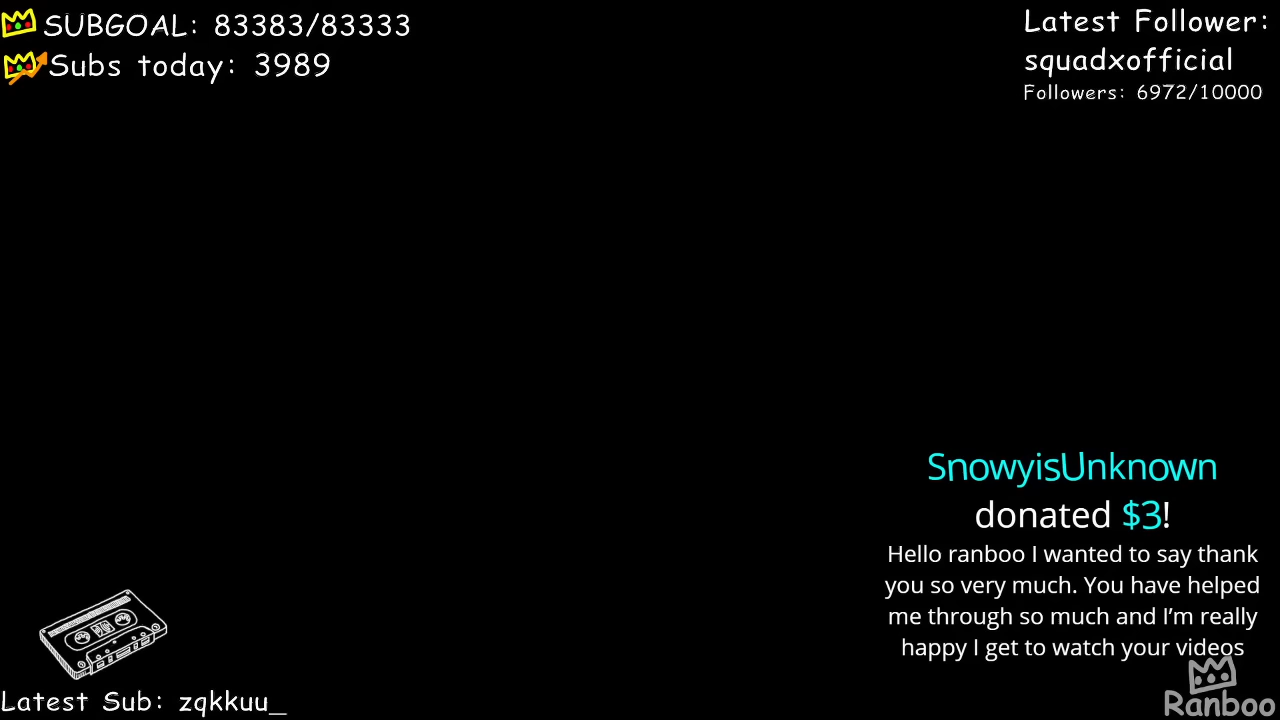 SUBGOAL: 83383/83333
Subs today: 3989
Latest Follower:
squadxofficial
Followers: 6972/10000
SnowyisUnknown
donated $3!
Hello ranboo I wanted to say thank
you so very much. You have helped
me through so much and I’m really
happy I get to watch your videos
Latest Sub: zqkkuu_
Ranboo